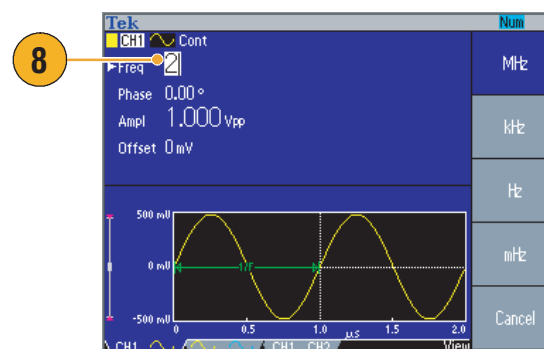 Tek
Num
CH1 Cont
8
Freq 2
Phase 0.00 °
Ampl 1.000 Vpp
Offset 0 mV
MHz
kHz
Hz
mHz
Cancel
500 mV
0 mV
-500 mV
1/F
0 0.5 1.0 μs 1.5 2.0
CH1 CH1 CH2 View